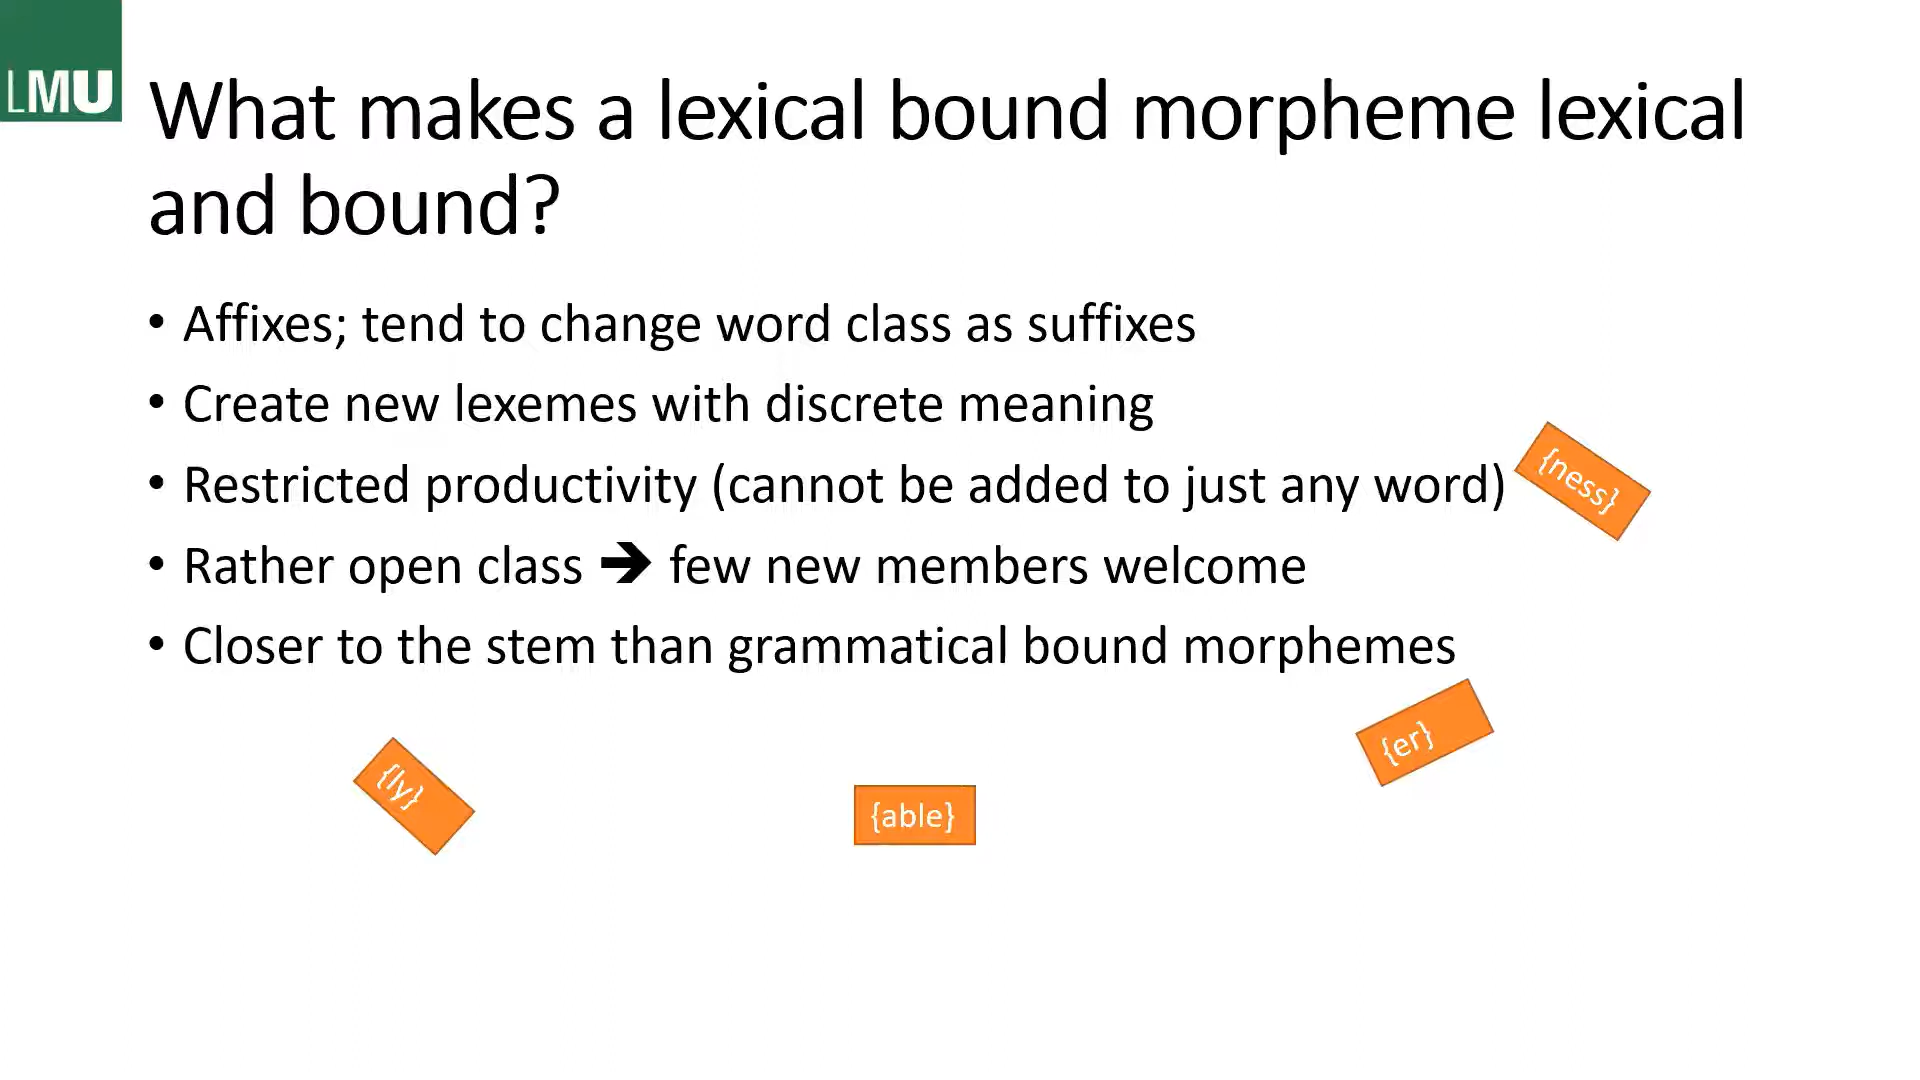 LMU
What makes a lexical bound morpheme lexical
and bound?
• Affixes; tend to change word class as suffixes
• Create new lexemes with discrete meaning
• Restricted productivity (cannot be added to just any word)
{ness}
• Rather open class → few new members welcome
• Closer to the stem than grammatical bound morphemes
{er}
{ly}
{able}